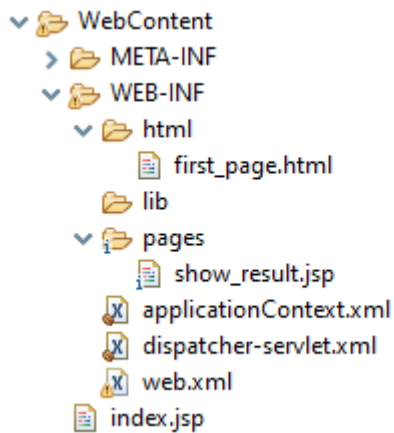 WebContent
META-INF
WEB-INF
html
first_page.html
lib
pages
show_result.jsp
applicationContext.xml
dispatcher-servlet.xml
web.xml
index.jsp